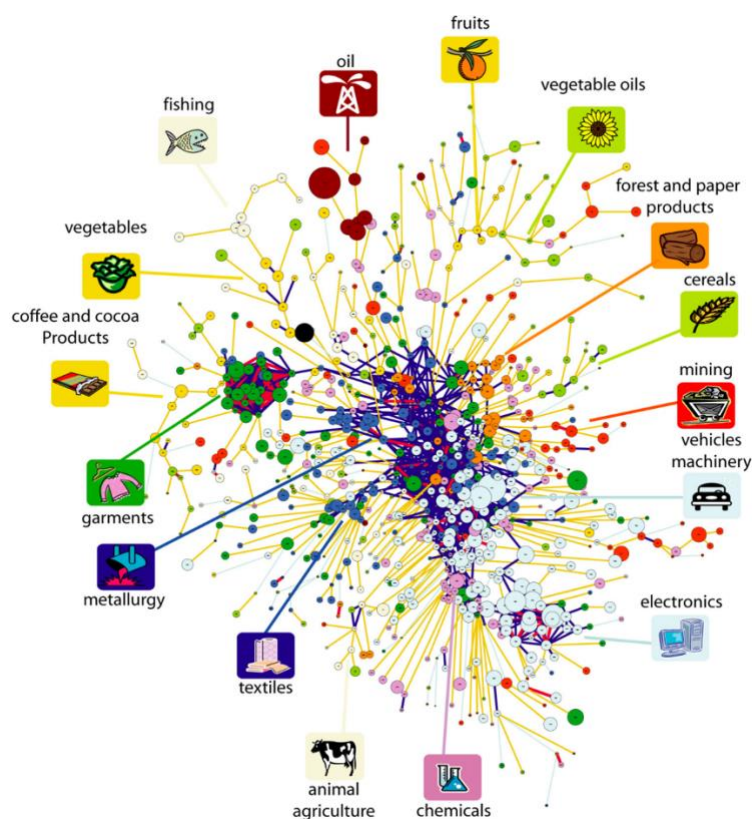 fruits
oil
vegetable oils
fishing
forest and paper
products
vegetables
cereals
coffee and cocoa
Products
mining
vehicles
machinery
garments
metallurgy
electronics
textiles
animal
agriculture
chemicals